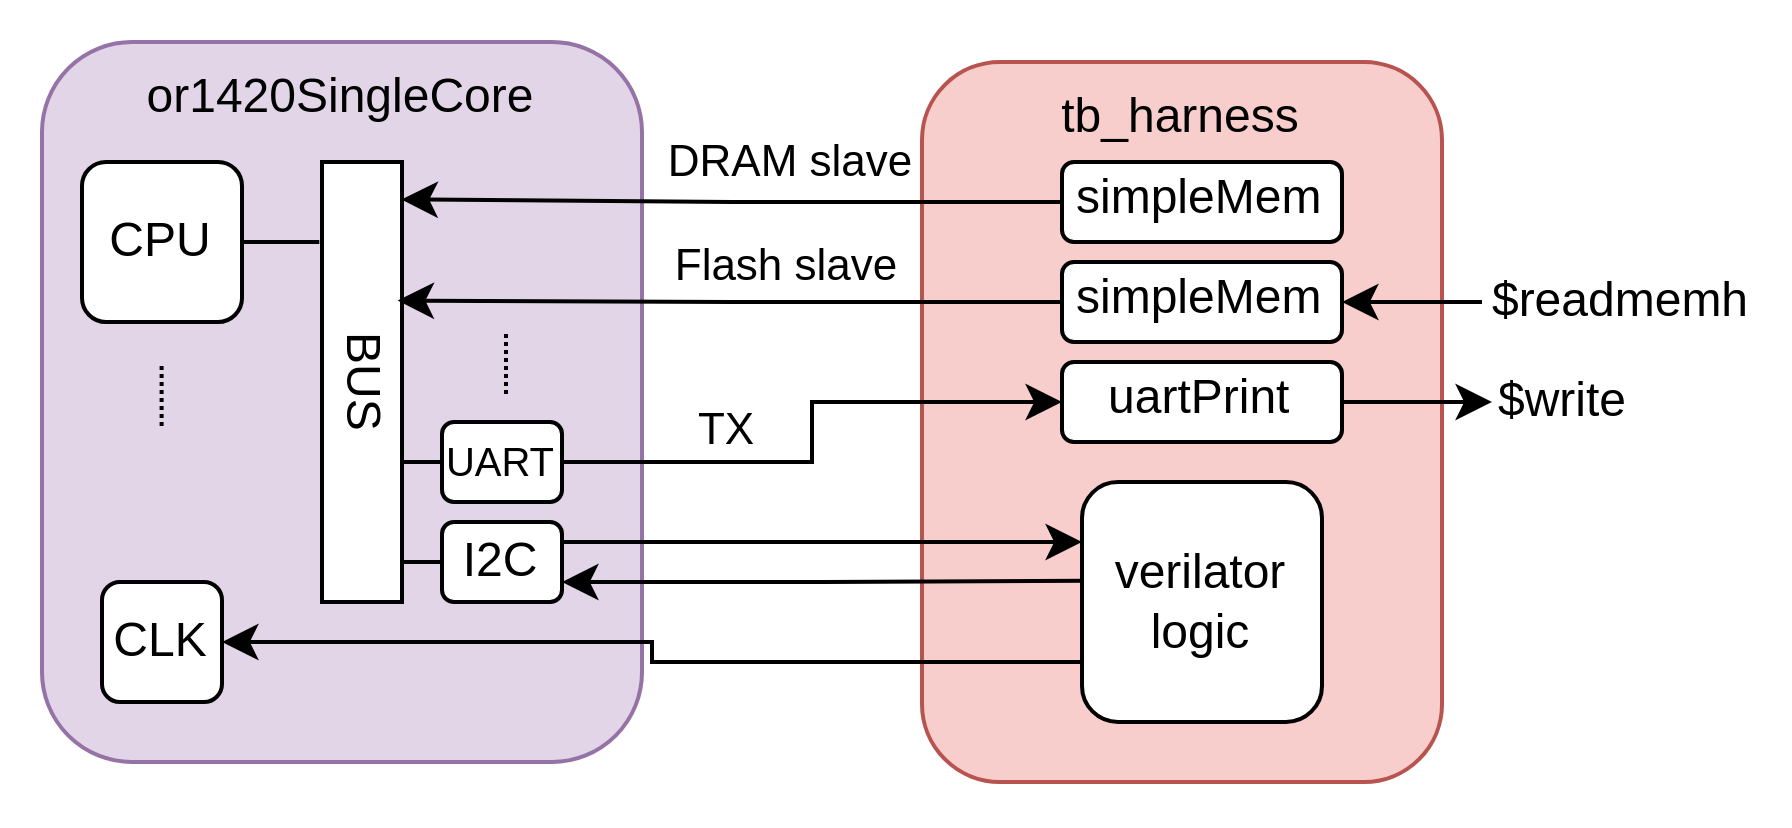 or1420SingleCore
CPU
BUS
UART
I2C
CLK
DRAM slave
Flash slave
TX
tb_harness
simpleMem
simpleMem
uartPrint
verilator
logic
$readmemh
$write